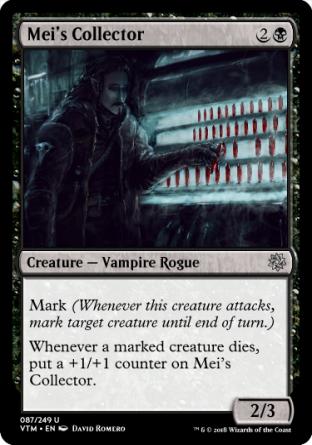 Mei's Collector 2
Creature — Vampire Rogue
Mark (Whenever this creature attacks,
mark target creature until end of turn.)
Whenever a marked creature dies,
put a +1/+1 counter on Mei's
Collector.
2/3
087/249 U
VTM • EN DAVID ROMERO
™ & © 2018 Wizards of the Coast